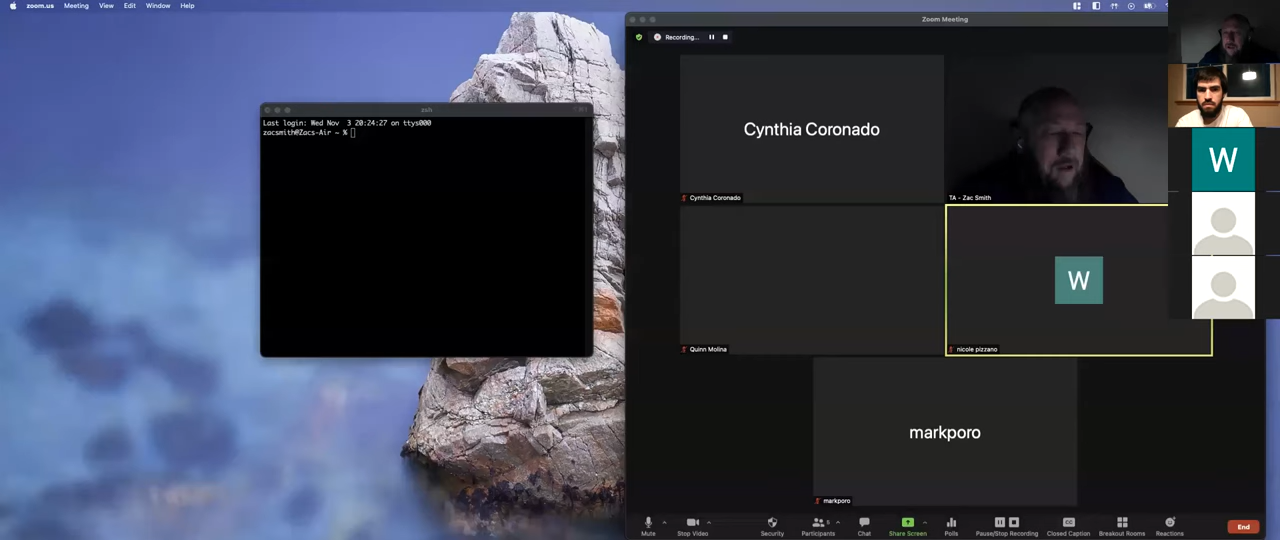 zoom.us Meeting View Edit Window Help
Zoom Meeting
Recording...
zsh
Last login: Wed Nov 3 20:24:27 on ttys000
zacsmith@Zacs-Air ~ %
Cynthia Coronado
Cynthia Coronado
TA - Zac Smith
W
W
Quinn Molina
nicole pizzano
markporo
markporo
Mute
Stop Video
Security
Participants
Chat
Share Screen
Polls
Pause/Stop Recording
Closed Caption
Breakout Rooms
Reactions
End